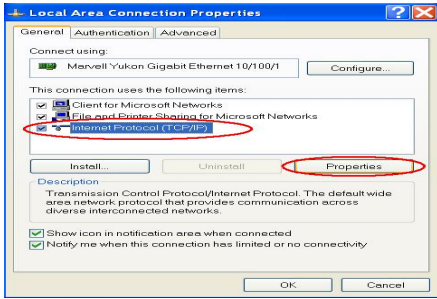 Local Area Connection Properties
General Authentication Advanced
Connect using:
Marvell Yukon Gigabit Ethernet 10/100/1 Configure...
This connection uses the following items:
Client for Microsoft Networks
File and Printer Sharing for Microsoft Networks
Internet Protocol (TCP/IP)
Install... Uninstall Properties
Description
Transmission Control Protocol/Internet Protocol. The default wide
area network protocol that provides communication across
diverse interconnected networks.
Show icon in notification area when connected
Notify me when this connection has limited or no connectivity
OK Cancel